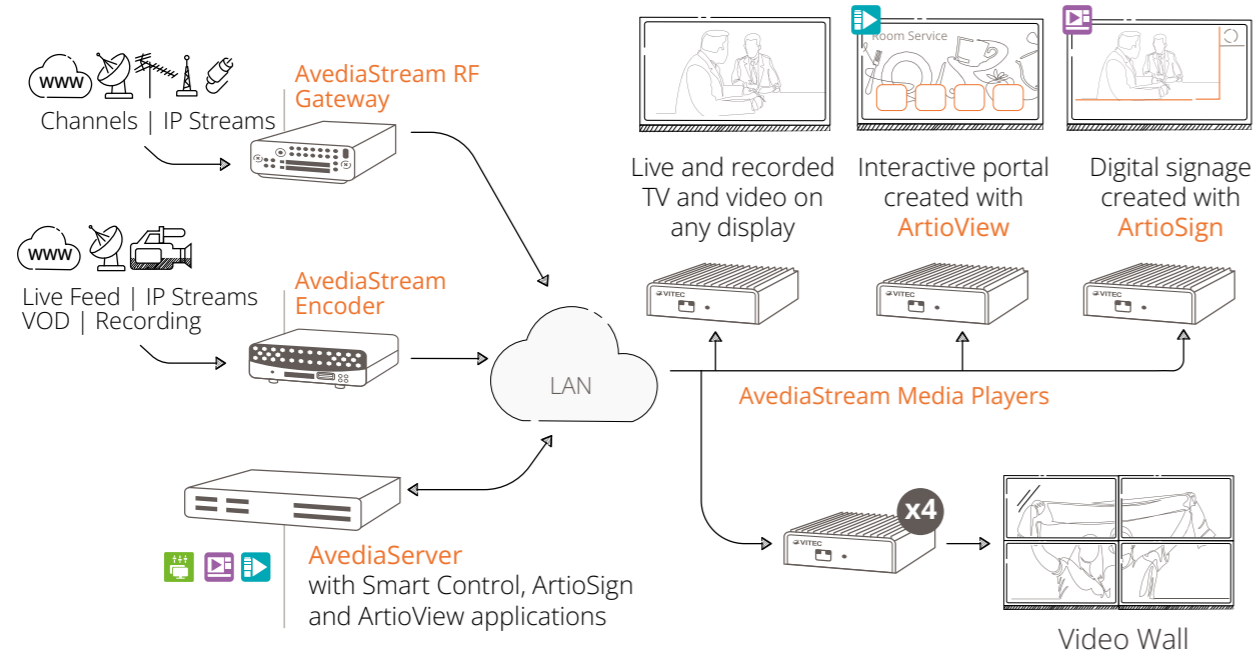 www
Channels | IP Streams
AvediaStream RF
Gateway
www
Live Feed | IP Streams
VOD | Recording
AvediaStream
Encoder
LAN
AvediaServer
with Smart Control, ArtioSign
and ArtioView applications
Live and recorded
TV and video on
any display
Room Service
Interactive portal
created with
ArtioView
Digital signage
created with
ArtioSign
VITEC
VITEC
VITEC
AvediaStream Media Players
x4
VITEC
Video Wall